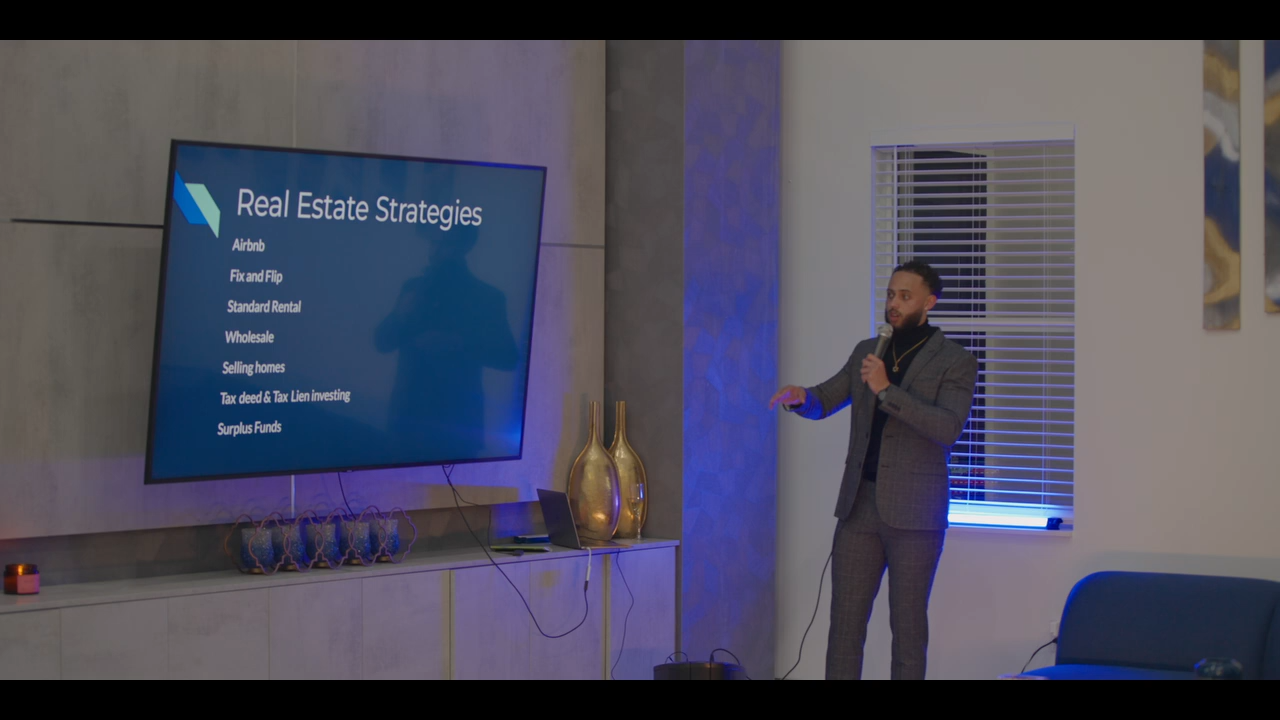 Real Estate Strategies
Airbnb
Fix and Flip
Standard Rental
Wholesale
Selling homes
Tax deed & Tax Lien investing
Surplus Funds